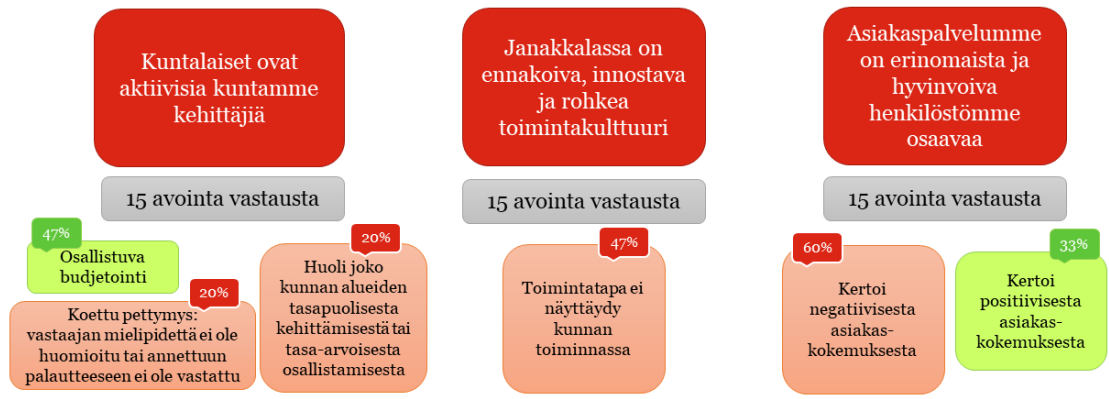 Kuntalaiset ovat
aktiivisia kuntamme
kehittäjiä
15 avointa vastausta
47%
Osallistuva
budjetointi
20%
Koettu pettymys:
vastaajan mielipidettä ei ole
huomioitu tai annettuun
palautteeseen ei ole vastattu
20%
Huoli joko
kunnan alueiden
tasapuolisesta
kehittämisestä tai
tasa-arvoisesta
osallistamisesta
Janakkalassa on
ennakoiva, innostava
ja rohkea
toimintakulttuuri
15 avointa vastausta
47%
Toimintatapa ei
näyttäydy
kunnan
toiminnassa
Asiakaspalvelumme
on erinomaista ja
hyvinvoiva
henkilöstömme
osaavaa
15 avointa vastausta
60%
Kertoi
negatiivisesta
asiakas-
kokemuksesta
33%
Kertoi
positiivisesta
asiakas-
kokemuksesta